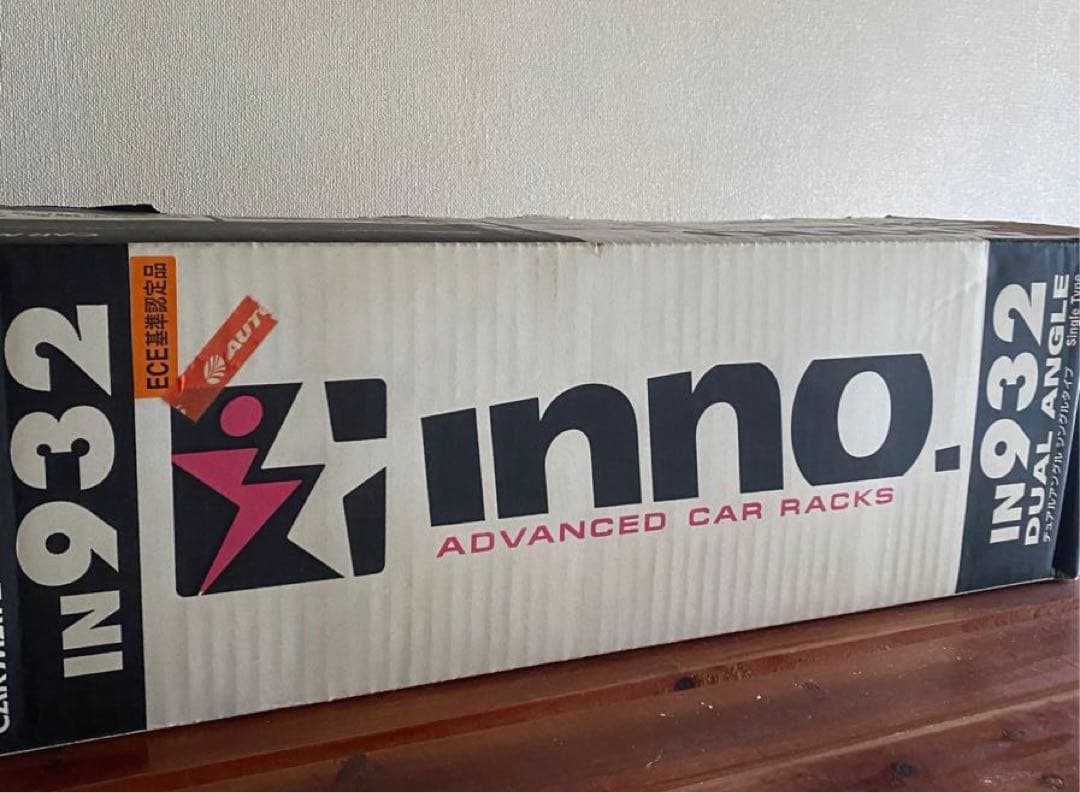 IN932
ECE基準認定品
AUT
inno.
ADVANCED CAR RACKS
IN932
DUAL ANGLE
Single Type
デュアルアングル シングルタイプ